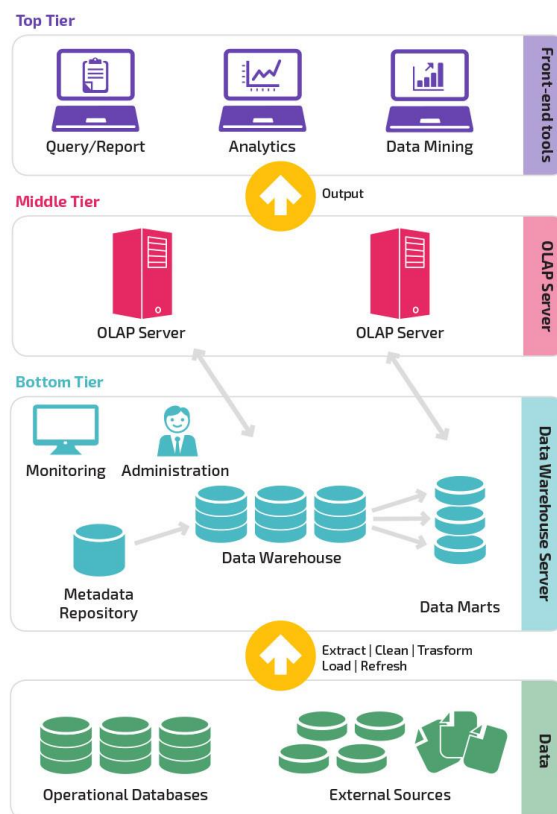 Top Tier
Query/Report
Analytics
Data Mining
Front-end tools
Output
Middle Tier
OLAP Server
OLAP Server
OLAP Server
Bottom Tier
Monitoring
Administration
Data Warehouse
Metadata
Repository
Data Marts
Data Warehouse Server
Extract | Clean | Trasform
Load | Refresh
Operational Databases
External Sources
Data